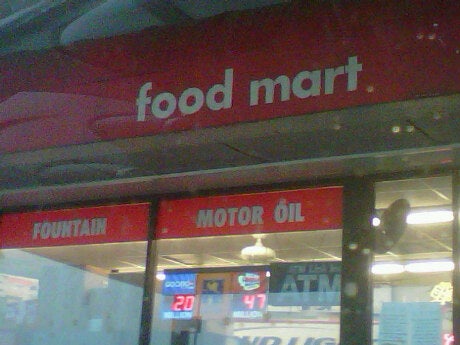 food mart
FOUNTAIN
MOTOR OIL
20
MILLION
47
MILLION
ATM